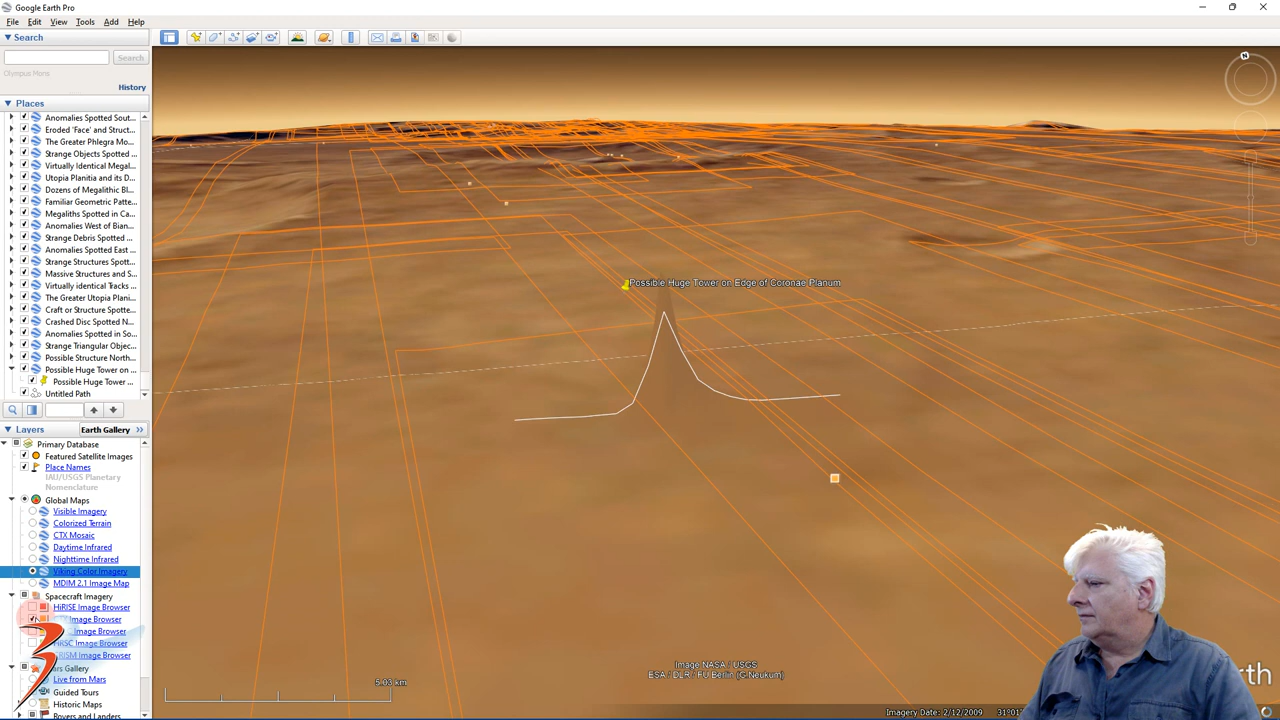 Google Earth Pro
File Edit View Tools Add Help
Search
Search
Olympus Mons
History
Places
Anomalies Spotted Sout...
Eroded 'Face' and Struct...
The Greater Phlegra Mo...
Strange Objects Spotted ...
Virtually Identical Megal...
Utopia Planitia and its D...
Dozens of Megalithic Bl...
Familiar Geometric Patte...
Megaliths Spotted in Ca...
Anomalies West of Bian...
Strange Debris Spotted ...
Anomalies Spotted East ...
Strange Structures Spott...
Massive Structures and S...
Virtually identical Tracks ...
The Greater Utopia Plani...
Craft or Structure Spotte...
Crashed Disc Spotted N...
Anomalies Spotted in So...
Strange Triangular Objec...
Possible Structure North...
Possible Huge Tower on ...
Possible Huge Tower ...
Untitled Path
Layers
Earth Gallery >>
Primary Database
Featured Satellite Images
Place Names
IAU/USGS Planetary
Nomenclature
Global Maps
Visible Imagery
Colorized Terrain
CTX Mosaic
Daytime Infrared
Nighttime Infrared
Viking Color Imagery
MDIM 2.1 Image Map
Spacecraft Imagery
HiRISE Image Browser
Image Browser
Image Browser
HRSC Image Browser
CRISM Image Browser
Mars Gallery
Live from Mars
Guided Tours
Historic Maps
Rovers and Landers
N
Possible Huge Tower on Edge of Coronae Planum
5.03 km
Image NASA / USGS
ESA / DLR / FU Berlin (G.Neukum)
Imagery Date: 2/12/2009